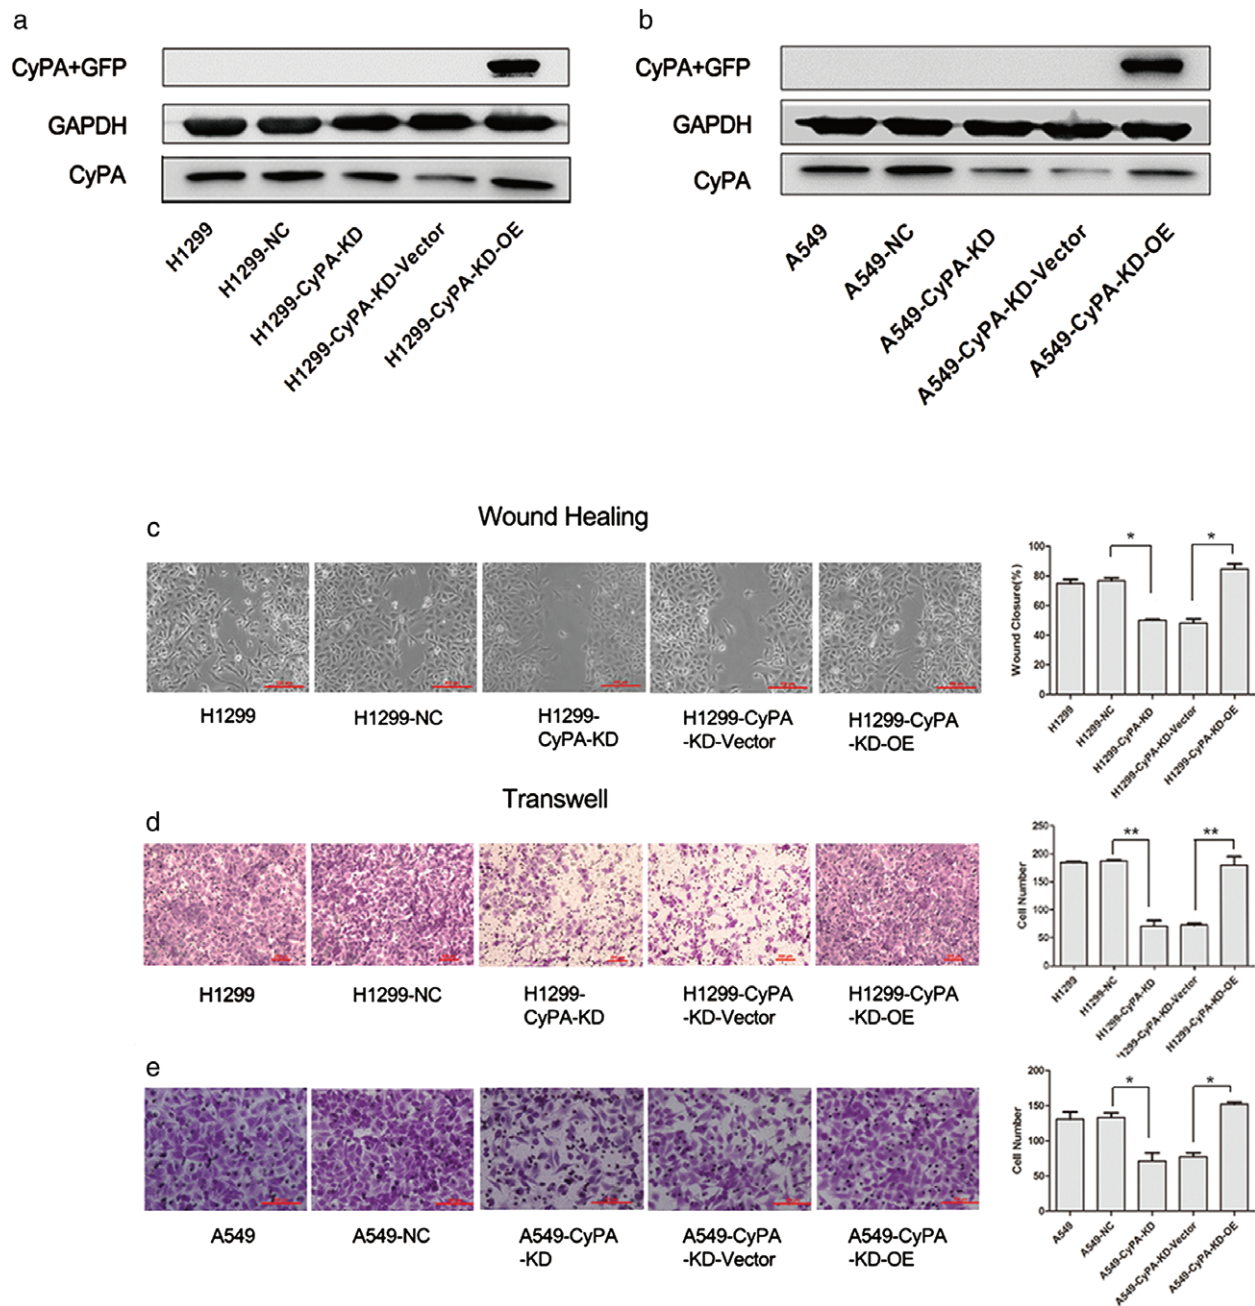 a
CyPA+GFP
GAPDH
CyPA
H1299
H1299-NC
H1299-CyPA-KD
H1299-CyPA-KD-Vector
H1299-CyPA-KD-OE
b
CyPA+GFP
GAPDH
CyPA
A549
A549-NC
A549-CyPA-KD
A549-CyPA-KD-Vector
A549-CyPA-KD-OE
c
Wound Healing
H1299
H1299-NC
H1299-
CyPA-KD
H1299-CyPA
-KD-Vector
H1299-CyPA
-KD-OE
Wound Closure(%)
100
80
60
40
20
0
*
*
H1299
H1299-NC
H1299-CyPA-KD
H1299-CyPA-KD-Vector
H1299-CyPA-KD-OE
d
Transwell
H1299
H1299-NC
H1299-
CyPA-KD
H1299-CyPA
-KD-Vector
H1299-CyPA
-KD-OE
Cell Number
250
200
150
100
50
0
**
**
H1299
H1299-NC
H1299-CyPA-KD
1299-CyPA-KD-Vector
H1299-CyPA-KD-OE
e
A549
A549-NC
A549-CyPA
-KD
A549-CyPA
-KD-Vector
A549-CyPA
-KD-OE
Cell Number
200
150
100
50
0
*
*
A549
A549-NC
A549-CyPA-KD
A549-CyPA-KD-Vector
A549-CyPA-KD-OE